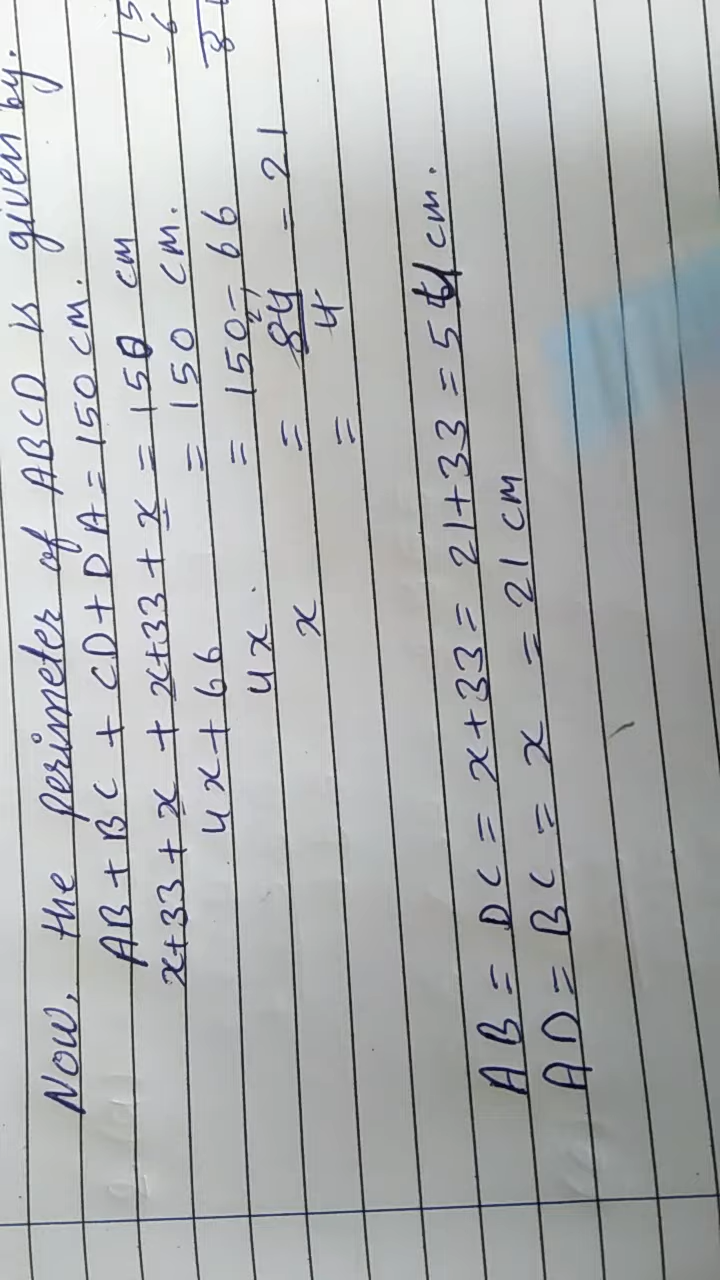 Now, the perimeter of ABCD is given by.
AB + BC + CD + DA = 150 cm.
x+33 + x + x+33 + x = 150 cm
4x + 66 = 150 cm.
4x = 150 - 66
x = 84/4 = 21
=
AB = DC = x+33 = 21+33 = 54 cm.
AD = BC = x = 21 cm